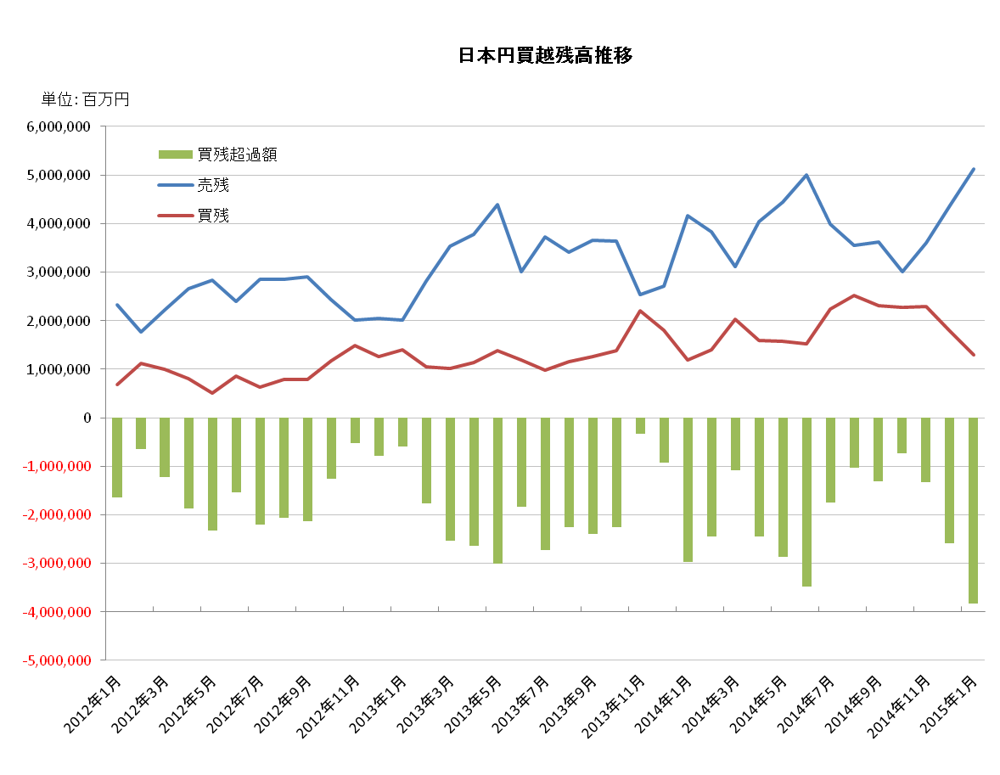 日本円買越残高推移
単位：百万円
6,000,000
5,000,000
4,000,000
3,000,000
2,000,000
1,000,000
0
-1,000,000
-2,000,000
-3,000,000
-4,000,000
-5,000,000
買残超過額
売残
買残
2012年1月
2012年3月
2012年5月
2012年7月
2012年9月
2012年11月
2013年1月
2013年3月
2013年5月
2013年7月
2013年9月
2013年11月
2014年1月
2014年3月
2014年5月
2014年7月
2014年9月
2014年11月
2015年1月